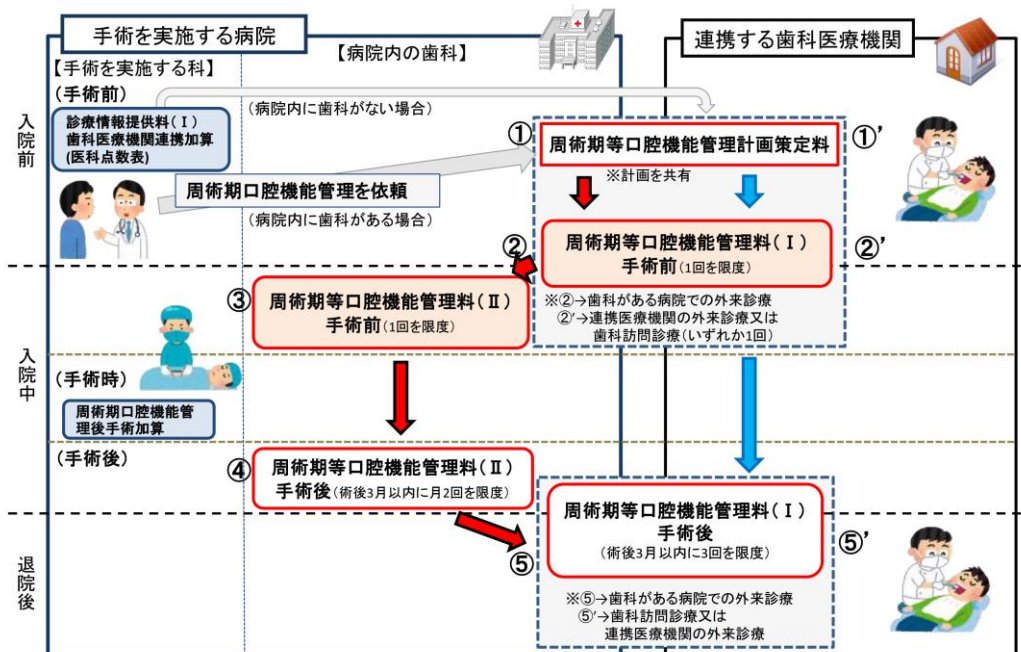 手術を実施する病院
連携する歯科医療機関
【病院内の歯科】
【手術を実施する科】
(手術前)
(病院内に歯科がない場合)
入院前
診療情報提供料(Ⅰ)
歯科医療機関連携加算
(医科点数表)
①
周術期等口腔機能管理計画策定料
①’
※計画を共有
周術期口腔機能管理を依頼
(病院内に歯科がある場合)
②
周術期等口腔機能管理料(Ⅰ)
手術前(1回を限度)
②’
※②→歯科がある病院での外来診療
②’→連携医療機関の外来診療又は
歯科訪問診療(いずれか1回)
入院中
③
周術期等口腔機能管理料(Ⅱ)
手術前(1回を限度)
(手術時)
周術期口腔機能管
理後手術加算
(手術後)
④
周術期等口腔機能管理料(Ⅱ)
手術後(術後3月以内に月2回を限度)
⑤
周術期等口腔機能管理料(Ⅰ)
手術後
(術後3月以内に3回を限度)
⑤’
退院後
※⑤→歯科がある病院での外来診療
⑤’→歯科訪問診療又は
連携医療機関の外来診療